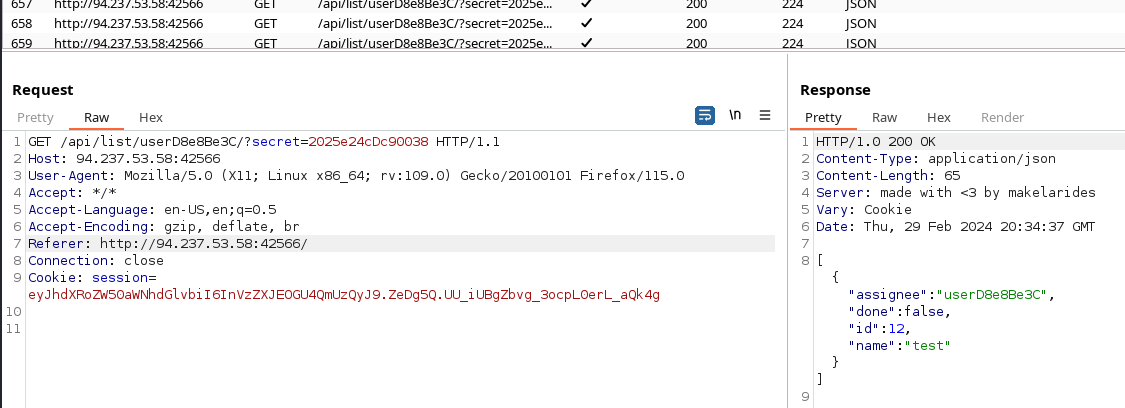 657 http://94.237.53.58:42566 GET /api/list/userD8e8Be3C/?secret=2025e... ✓ 200 224 JSON
658 http://94.237.53.58:42566 GET /api/list/userD8e8Be3C/?secret=2025e... ✓ 200 224 JSON
659 http://94.237.53.58:42566 GET /api/list/userD8e8Be3C/?secret=2025e... ✓ 200 224 JSON
Request
Pretty Raw Hex \n
1 GET /api/list/userD8e8Be3C/?secret=2025e24cDc90038 HTTP/1.1
2 Host: 94.237.53.58:42566
3 User-Agent: Mozilla/5.0 (X11; Linux x86_64; rv:109.0) Gecko/20100101 Firefox/115.0
4 Accept: */*
5 Accept-Language: en-US,en;q=0.5
6 Accept-Encoding: gzip, deflate, br
7 Referer: http://94.237.53.58:42566/
8 Connection: close
9 Cookie: session=
eyJhdXRoZW50aWNhdGlvbiI6InVzZXJEOGU4QmUzQyJ9.ZeDg5Q.UU_iUBgZbvg_3ocpL0erL_aQk4g
10
11
Response
Pretty Raw Hex Render
1 HTTP/1.0 200 OK
2 Content-Type: application/json
3 Content-Length: 65
4 Server: made with <3 by makelarides
5 Vary: Cookie
6 Date: Thu, 29 Feb 2024 20:34:37 GMT
7
8 [
{
"assignee":"userD8e8Be3C",
"done":false,
"id":12,
"name":"test"
}
]
9